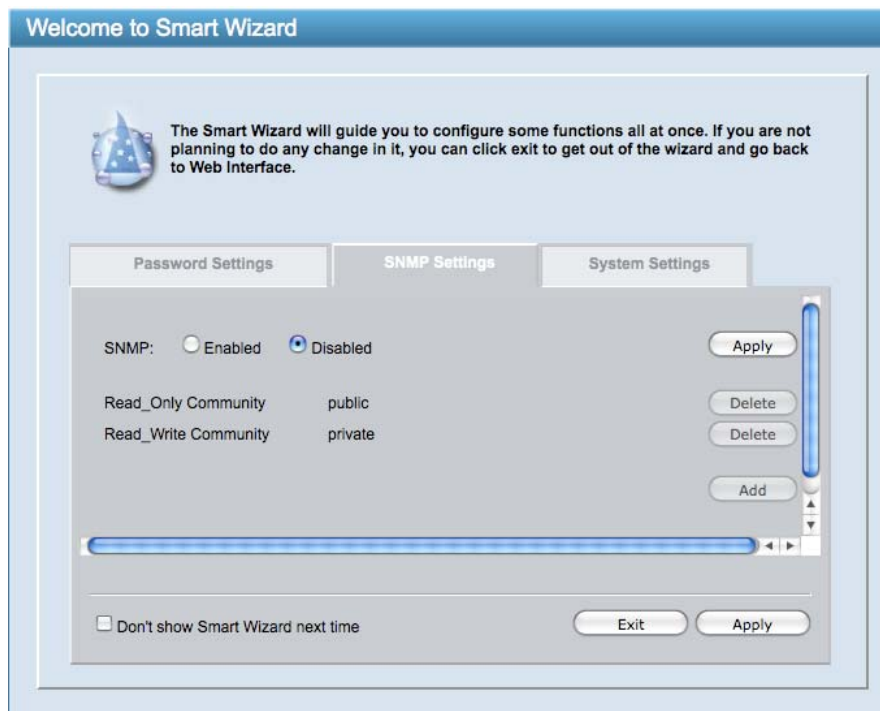 Welcome to Smart Wizard
The Smart Wizard will guide you to configure some functions all at once. If you are not
planning to do any change in it, you can click exit to get out of the wizard and go back
to Web Interface.
Password Settings SNMP Settings System Settings
SNMP: Enabled Disabled Apply
Read_Only Community public Delete
Read_Write Community private Delete
Add
Don't show Smart Wizard next time Exit Apply